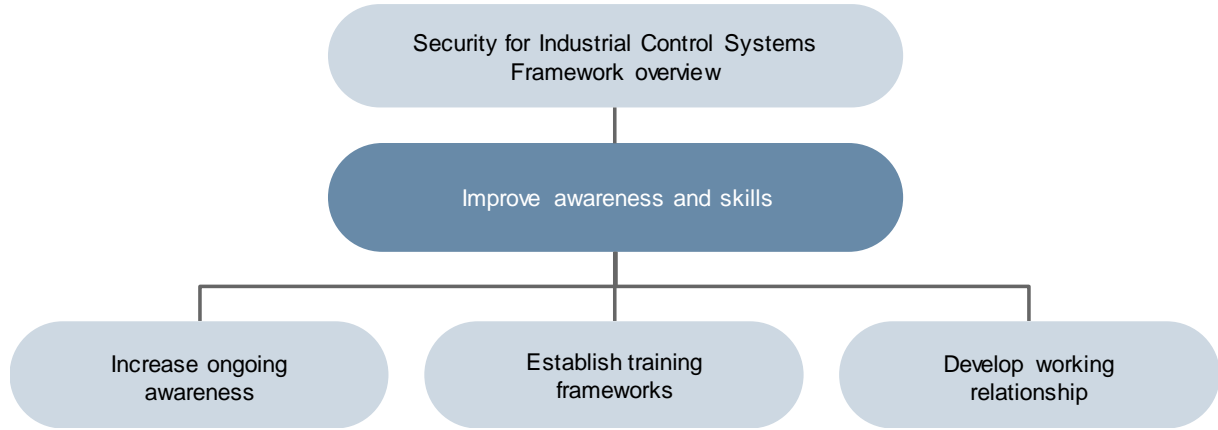 Security for Industrial Control Systems
Framework overview
Improve awareness and skills
Increase ongoing
awareness
Establish training
frameworks
Develop working
relationship